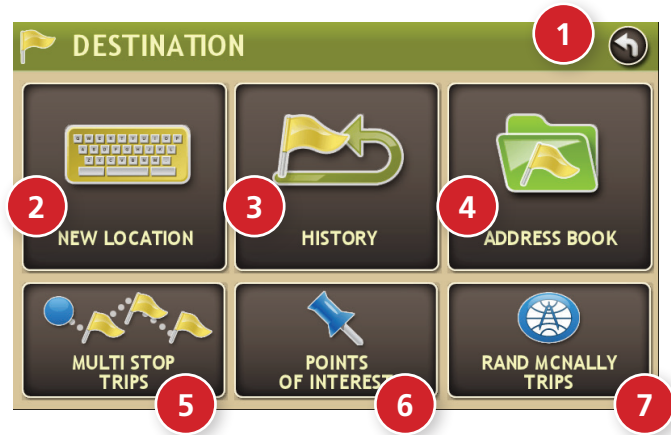 DESTINATION
1
2
NEW LOCATION
3
HISTORY
4
ADDRESS BOOK
MULTI STOP
TRIPS
5
POINTS
OF INTEREST
6
RAND MCNALLY
TRIPS
7